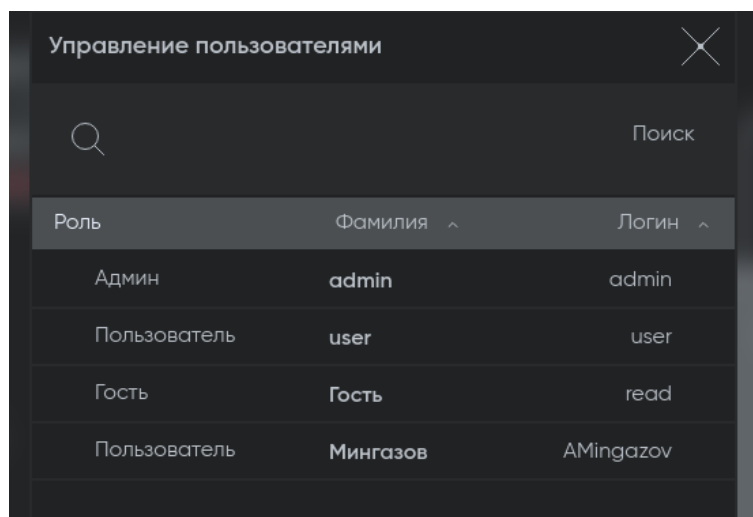 Управление пользователями
Поиск
Роль Фамилия Логин
Админ admin admin
Пользователь user user
Гость Гость read
Пользователь Мингазов AMingazov